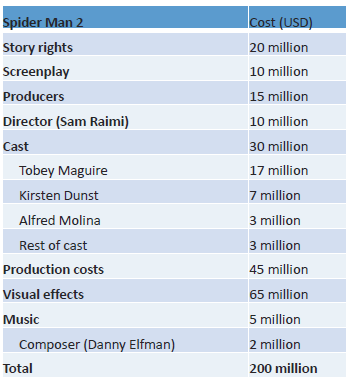 Spider Man 2 Cost (USD)
Story rights 20 million
Screenplay 10 million
Producers 15 million
Director (Sam Raimi) 10 million
Cast 30 million
Tobey Maguire 17 million
Kirsten Dunst 7 million
Alfred Molina 3 million
Rest of cast 3 million
Production costs 45 million
Visual effects 65 million
Music 5 million
Composer (Danny Elfman) 2 million
Total 200 million